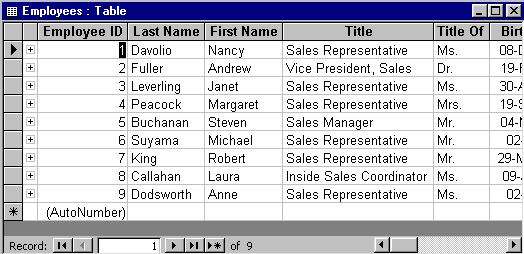 Employees : Table
Employee ID Last Name First Name Title Title Of Birt
1 Davolio Nancy Sales Representative Ms. 08-D
2 Fuller Andrew Vice President, Sales Dr. 19-F
3 Leverling Janet Sales Representative Ms. 30-A
4 Peacock Margaret Sales Representative Mrs. 19-S
5 Buchanan Steven Sales Manager Mr. 04-M
6 Suyama Michael Sales Representative Mr. 02-
7 King Robert Sales Representative Mr. 29-M
8 Callahan Laura Inside Sales Coordinator Ms. 09-
9 Dodsworth Anne Sales Representative Ms. 02-
(AutoNumber)
Record: 1 of 9